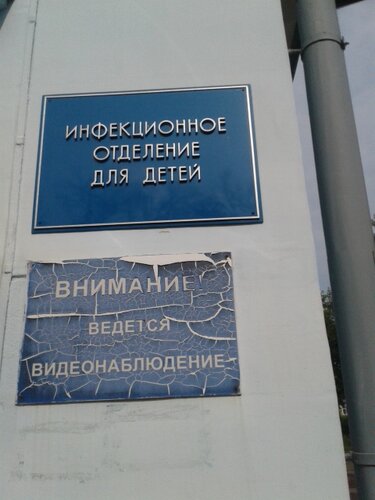 ИНФЕКЦИОННОЕ
ОТДЕЛЕНИЕ
ДЛЯ ДЕТЕЙ
ВНИМАНИЕ!
ВЕДЕТСЯ
ВИДЕОНАБЛЮДЕНИЕ